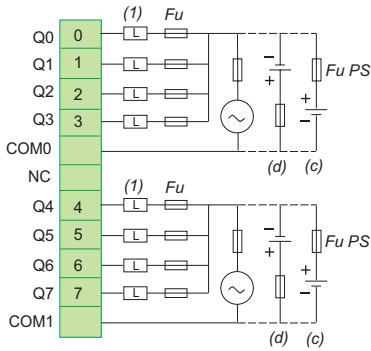 (1) Fu
Q0 0 L
Q1 1 L
Q2 2 L
Q3 3 L
Fu PS
− + + −
COM0
(d) (c)
NC
(1) Fu
Q4 4 L
Q5 5 L
Q6 6 L
Q7 7 L
Fu PS
− + + −
COM1
(d) (c)